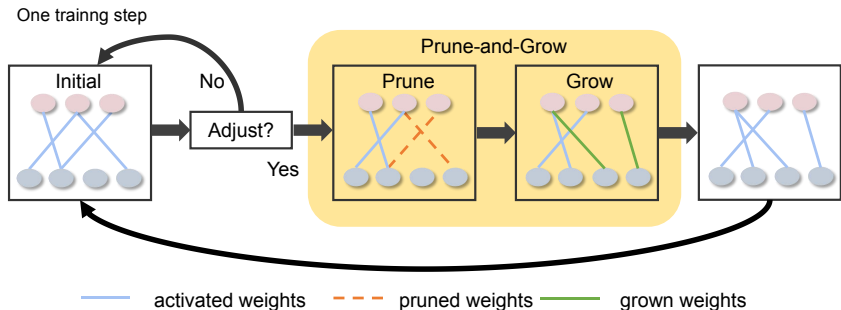 One trainng step
Prune-and-Grow
Initial
No
Prune
Grow
Adjust?
Yes
activated weights
pruned weights
grown weights